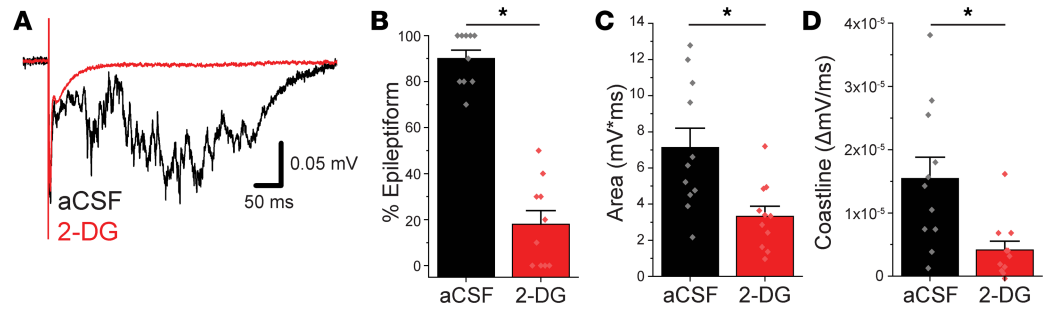 A
aCSF
2-DG
0.05 mV
50 ms
B
*
% Epileptiform
100
80
60
40
20
0
aCSF
2-DG
C
*
Area (mV*ms)
14
12
10
8
6
4
2
0
aCSF
2-DG
D
*
Coastline (ΔmV/ms)
4x10⁻⁵
3x10⁻⁵
2x10⁻⁵
1x10⁻⁵
0
aCSF
2-DG